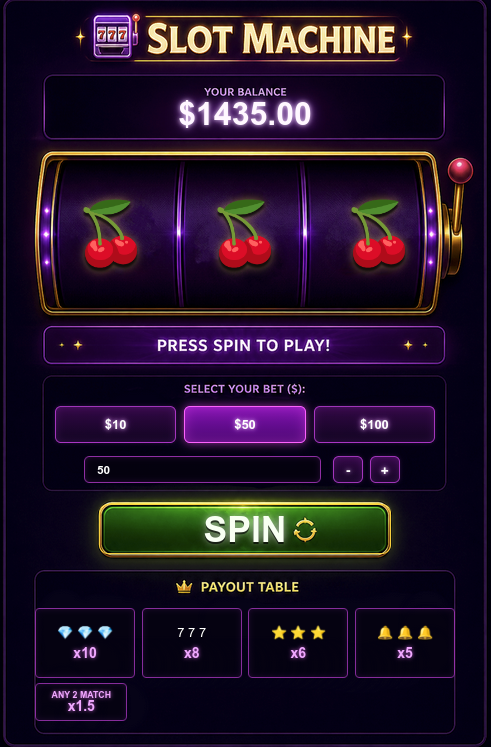 777
SLOT MACHINE
YOUR BALANCE
$1435.00
PRESS SPIN TO PLAY!
SELECT YOUR BET ($):
$10 $50 $100
50 - +
SPIN
PAYOUT TABLE
7 7 7
x10 x8 x6 x5
ANY 2 MATCH
x1.5